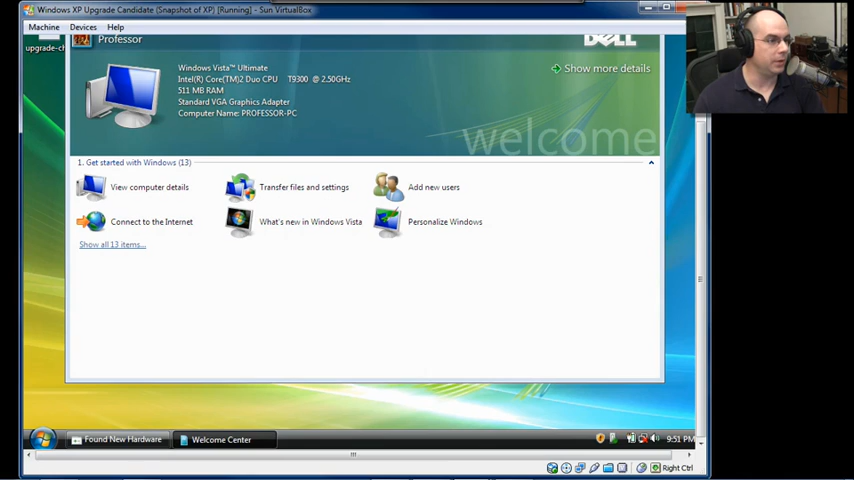 Windows XP Upgrade Candidate (Snapshot of XP) [Running] - Sun VirtualBox
Machine Devices Help
upgrade-ch
Professor
DELL
Windows Vista™ Ultimate
Intel(R) Core(TM)2 Duo CPU T9300 @ 2.50GHz
511 MB RAM
Standard VGA Graphics Adapter
Computer Name: PROFESSOR-PC
Show more details
welcome
1. Get started with Windows (13)
View computer details
Transfer files and settings
Add new users
Connect to the Internet
What's new in Windows Vista
Personalize Windows
Show all 13 items...
Found New Hardware
Welcome Center
9:51 PM
Right Ctrl